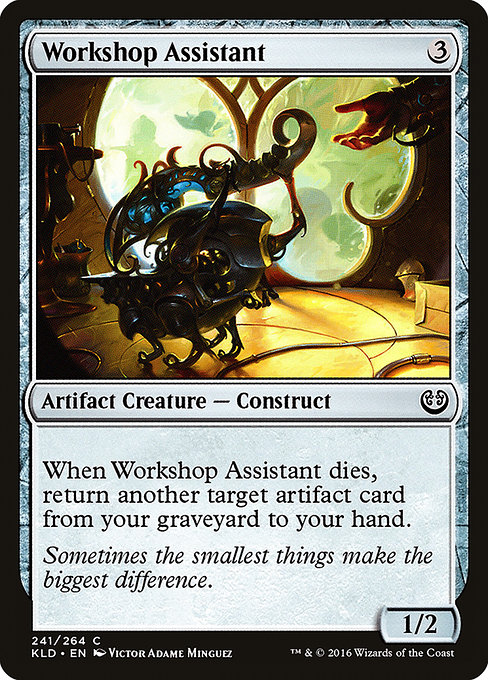 Workshop Assistant 3
Artifact Creature — Construct
When Workshop Assistant dies,
return another target artifact card
from your graveyard to your hand.
Sometimes the smallest things make the
biggest difference.
1/2
241/264 C
KLD • EN Victor Adame Minguez
™ & © 2016 Wizards of the Coast